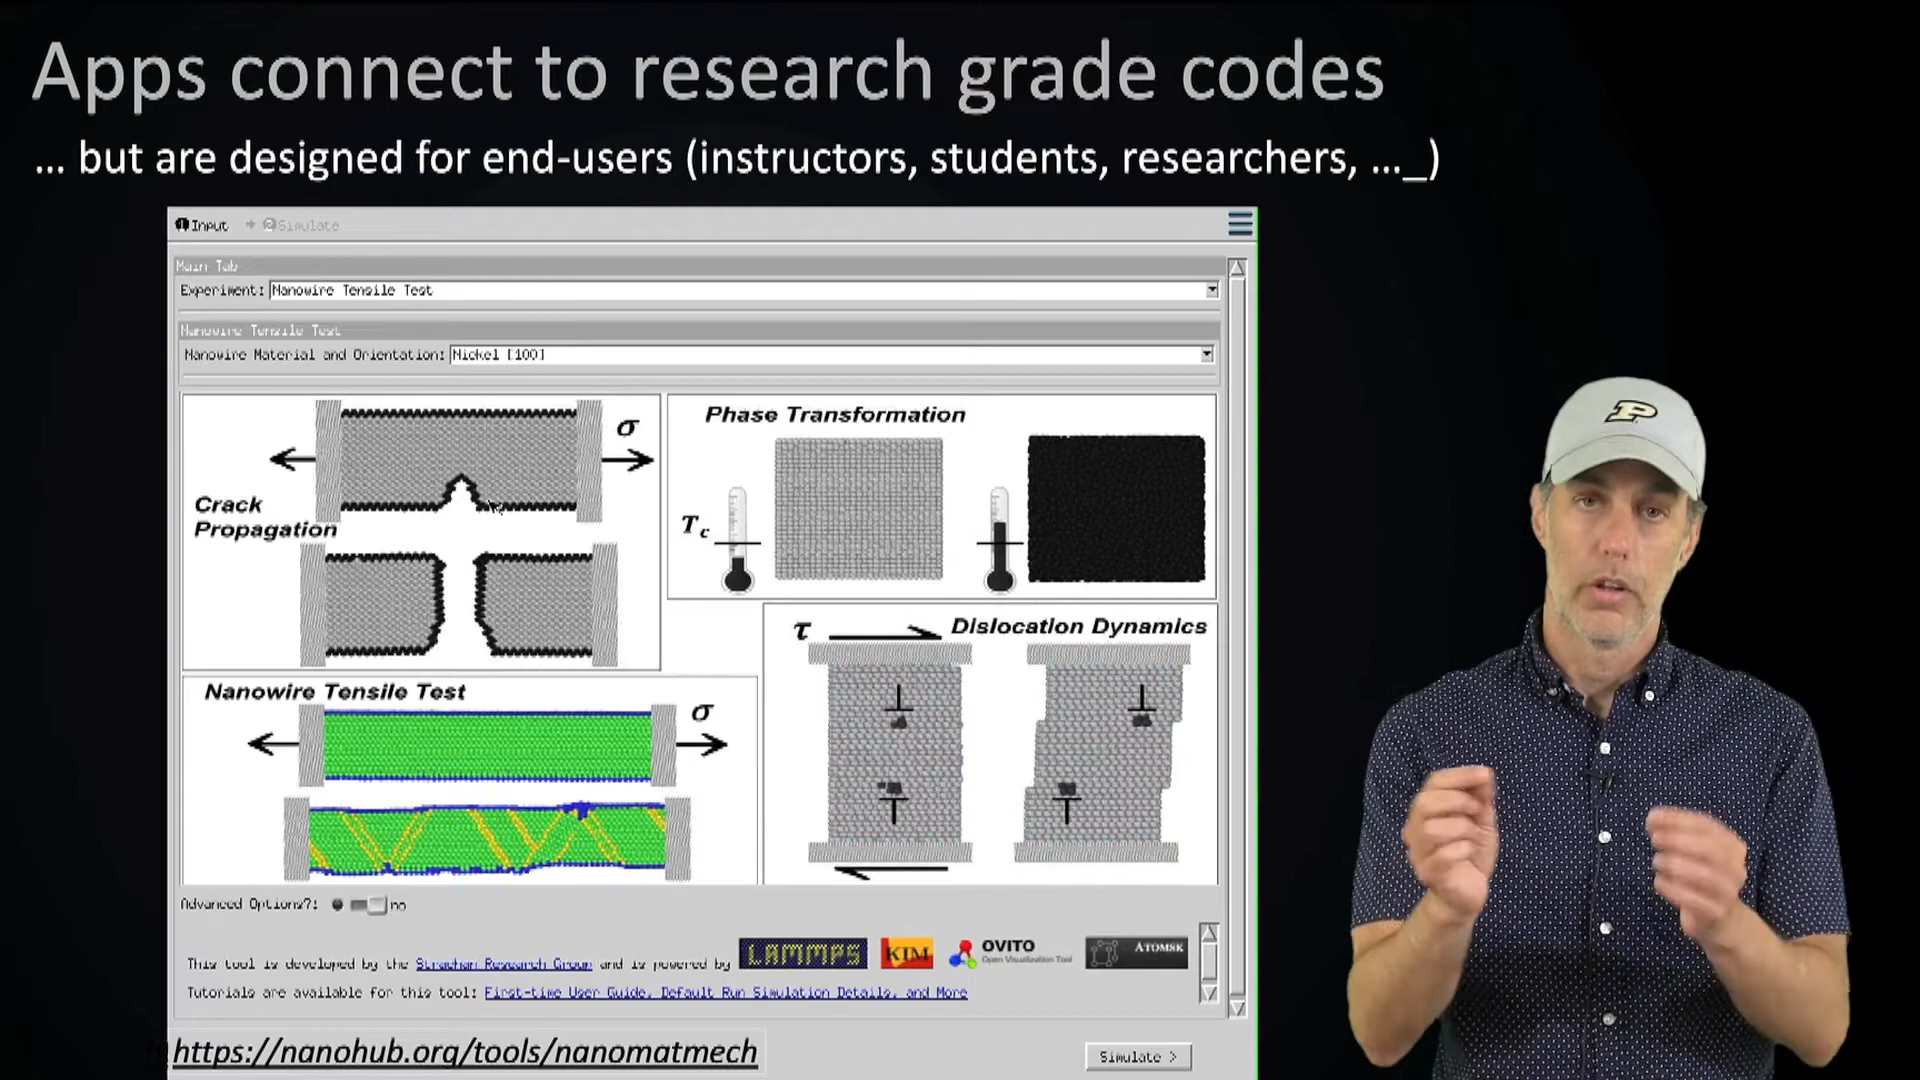 Apps connect to research grade codes
... but are designed for end-users (instructors, students, researchers, ..._)
1 Input → 2 Simulate
Main Tab
Experiment: Nanowire Tensile Test
Nanowire Tensile Test
Nanowire Material and Orientation: Nickel [100]
σ
Crack
Propagation
Phase Transformation
Tc
Nanowire Tensile Test
σ
τ
Dislocation Dynamics
Advanced Options?: no
This tool is developed by the Strachan Research Group and is powered by LAMMPS KIM OVITO Open Visualization Tool ATOMSK
Tutorials are available for this tool: First-time User Guide, Default Run Simulation Details, and More
https://nanohub.org/tools/nanomatmech
Simulate >
P